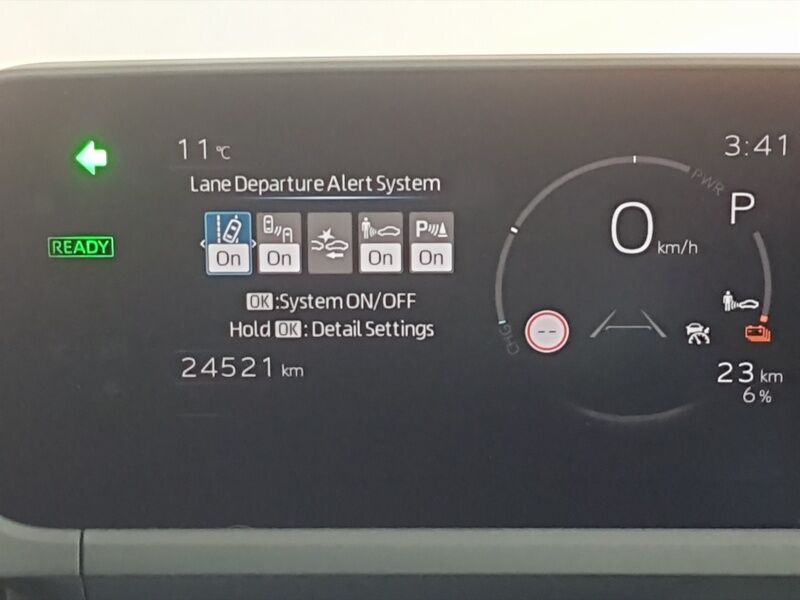 11°C
3:41
Lane Departure Alert System
PWR
P
0 km/h
On On On On
P
READY
OK :System ON/OFF
Hold OK : Detail Settings
--
CHG
24521 km
23 km
6%